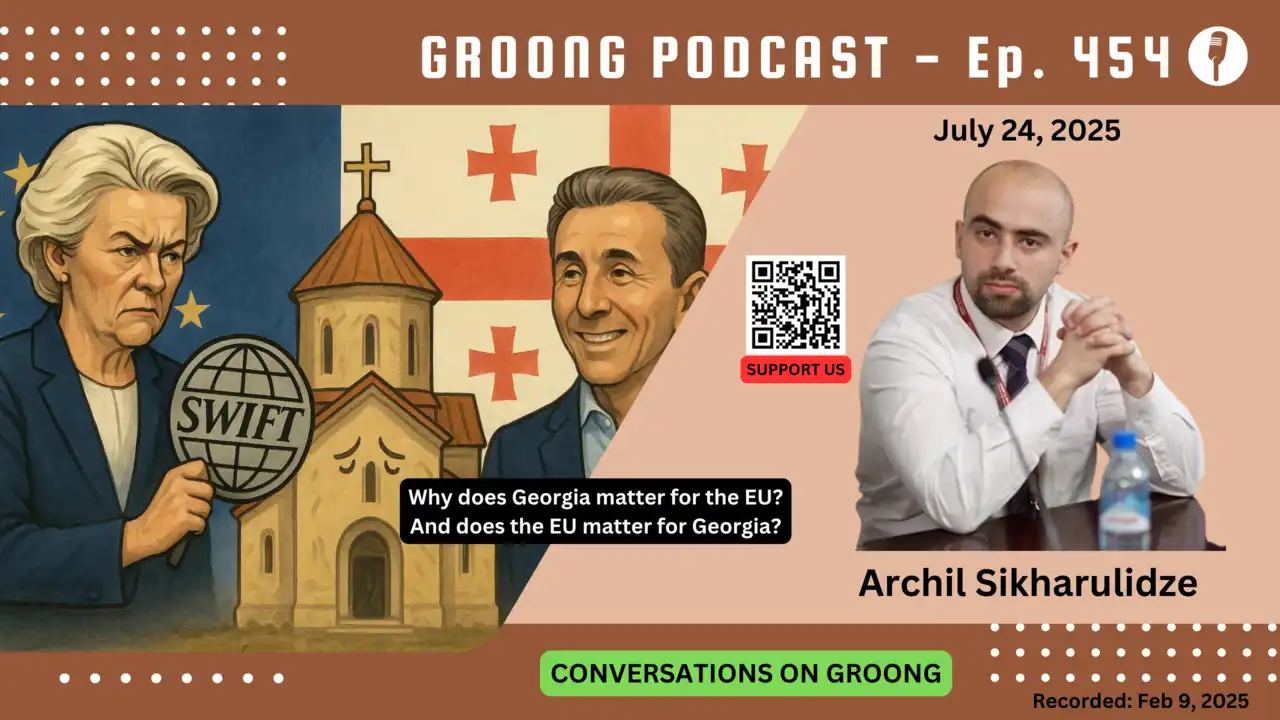 GROONG PODCAST - Ep. 454
July 24, 2025
SUPPORT US
SWIFT
Why does Georgia matter for the EU?
And does the EU matter for Georgia?
Archil Sikharulidze
CONVERSATIONS ON GROONG
Recorded: Feb 9, 2025